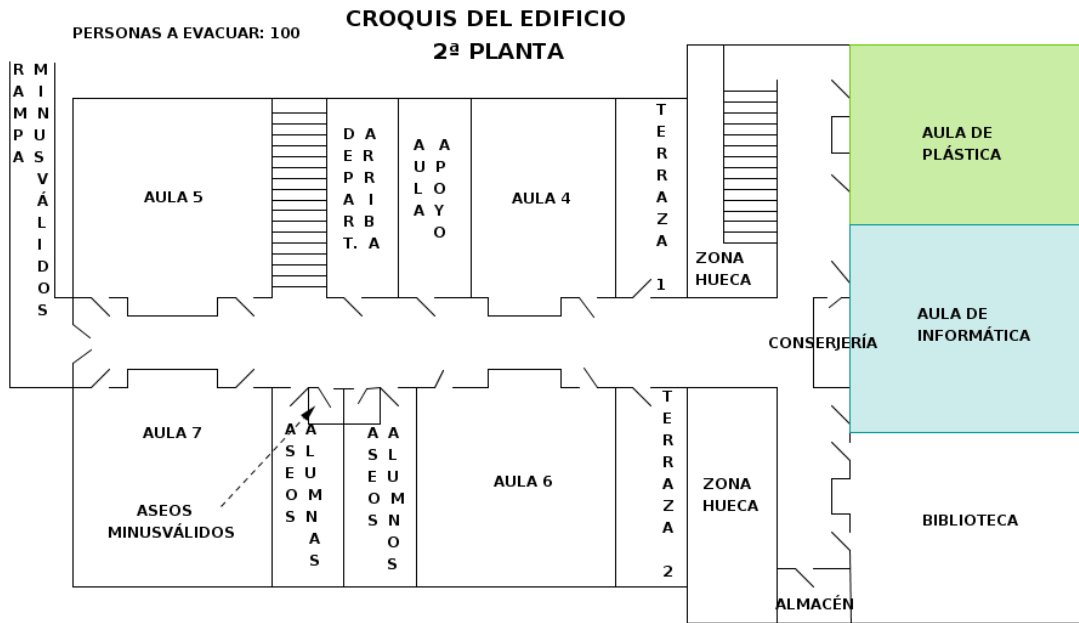 CROQUIS DEL EDIFICIO
2ª PLANTA
PERSONAS A EVACUAR: 100
RAMPA
MINUSVÁLIDOS
AULA 5
DEPART.
ARRIBA
AULA
APOYO
AULA 4
TERRAZA 1
ZONA
HUECA
AULA DE
PLÁSTICA
AULA DE
INFORMÁTICA
CONSERJERÍA
AULA 7
ASEOS
MINUSVÁLIDOS
ASEOS
ALUMNAS
ASEOS
ALUMNOS
AULA 6
TERRAZA 2
ZONA
HUECA
BIBLIOTECA
ALMACÉN